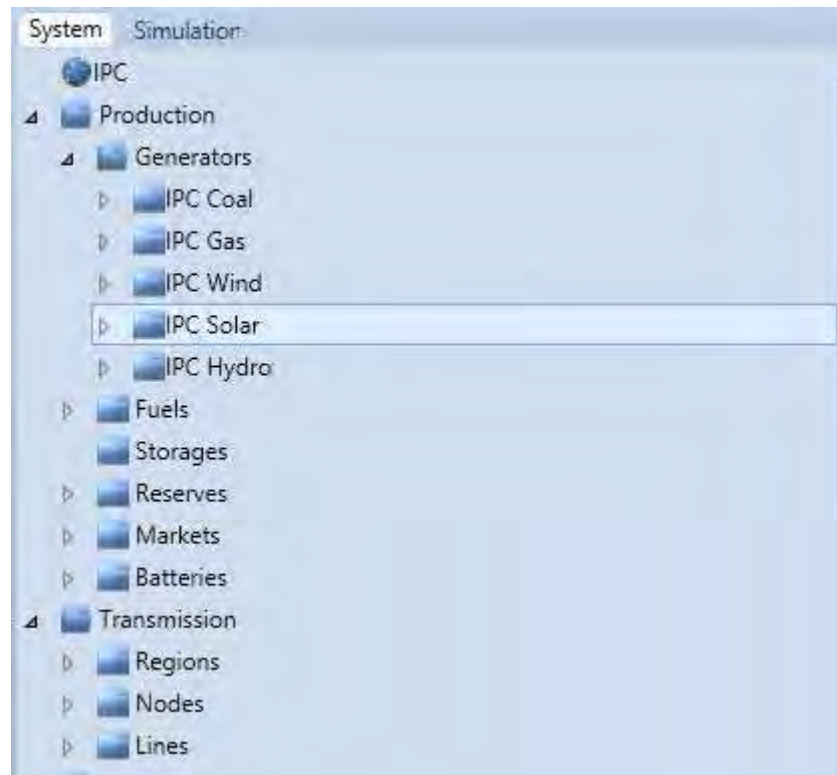 System Simulation
IPC
Production
Generators
IPC Coal
IPC Gas
IPC Wind
IPC Solar
IPC Hydro
Fuels
Storages
Reserves
Markets
Batteries
Transmission
Regions
Nodes
Lines